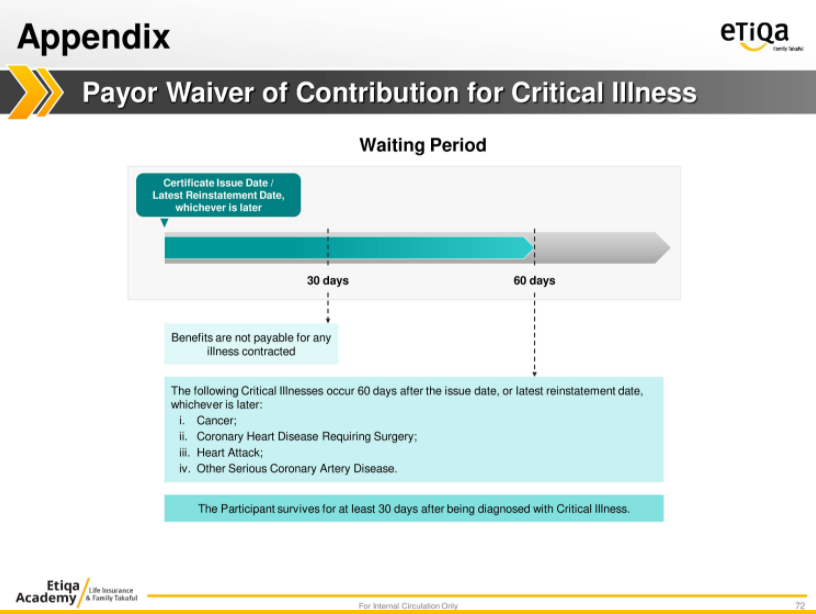 Appendix
eTiQa
Family Takaful
Payor Waiver of Contribution for Critical Illness
Waiting Period
Certificate Issue Date /
Latest Reinstatement Date,
whichever is later
30 days
60 days
Benefits are not payable for any
illness contracted
The following Critical Illnesses occur 60 days after the issue date, or latest reinstatement date,
whichever is later:
i. Cancer;
ii. Coronary Heart Disease Requiring Surgery;
iii. Heart Attack;
iv. Other Serious Coronary Artery Disease.
The Participant survives for at least 30 days after being diagnosed with Critical Illness.
Etiqa
Academy
Life Insurance
& Family Takaful
For Internal Circulation Only
72